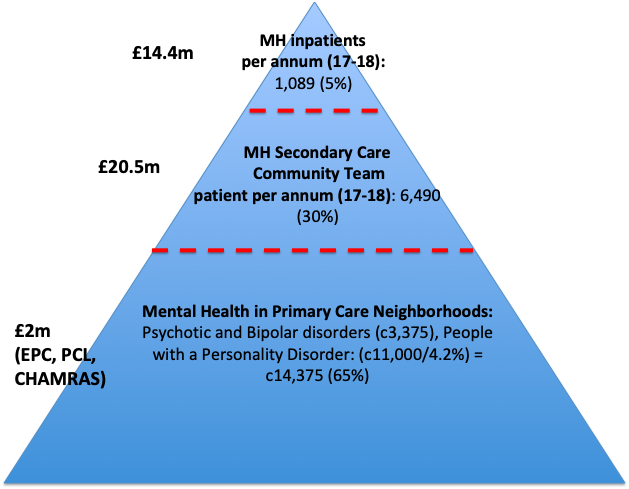 £14.4m
MH inpatients
per annum (17-18):
1,089 (5%)
£20.5m
MH Secondary Care
Community Team
patient per annum (17-18): 6,490
(30%)
£2m
(EPC, PCL,
CHAMRAS)
Mental Health in Primary Care Neighborhoods:
Psychotic and Bipolar disorders (c3,375), People
with a Personality Disorder: (c11,000/4.2%) =
c14,375 (65%)